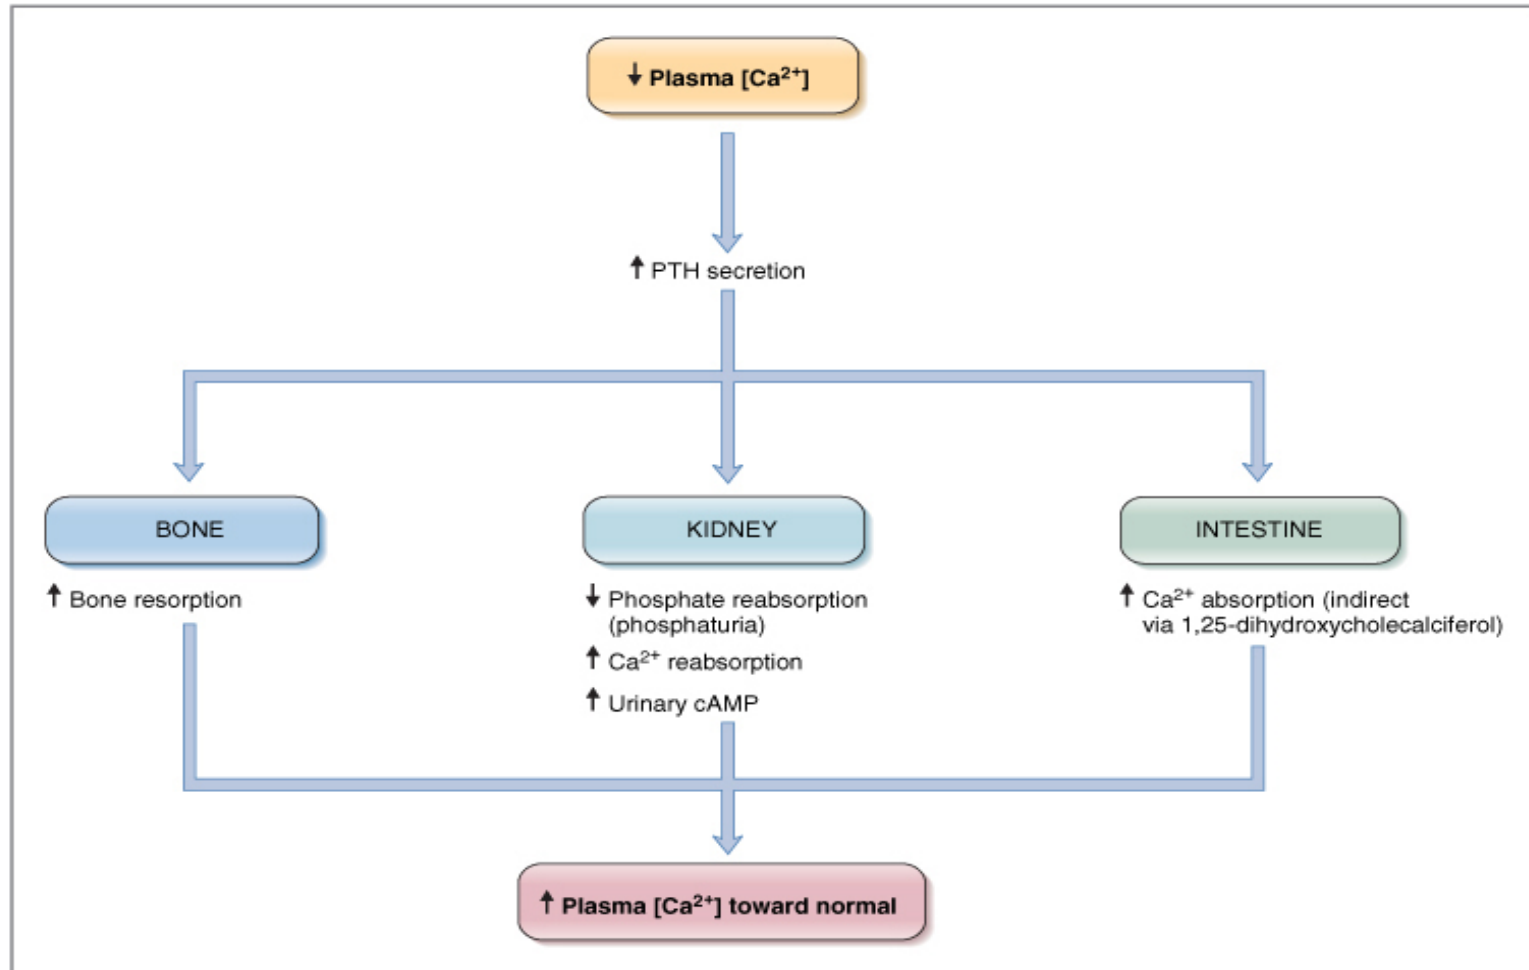 ↓ Plasma [Ca²⁺]
↑ PTH secretion
BONE
↑ Bone resorption
KIDNEY
↓ Phosphate reabsorption
(phosphaturia)
↑ Ca²⁺ reabsorption
↑ Urinary cAMP
INTESTINE
↑ Ca²⁺ absorption (indirect
via 1,25-dihydroxycholecalciferol)
↑ Plasma [Ca²⁺] toward normal